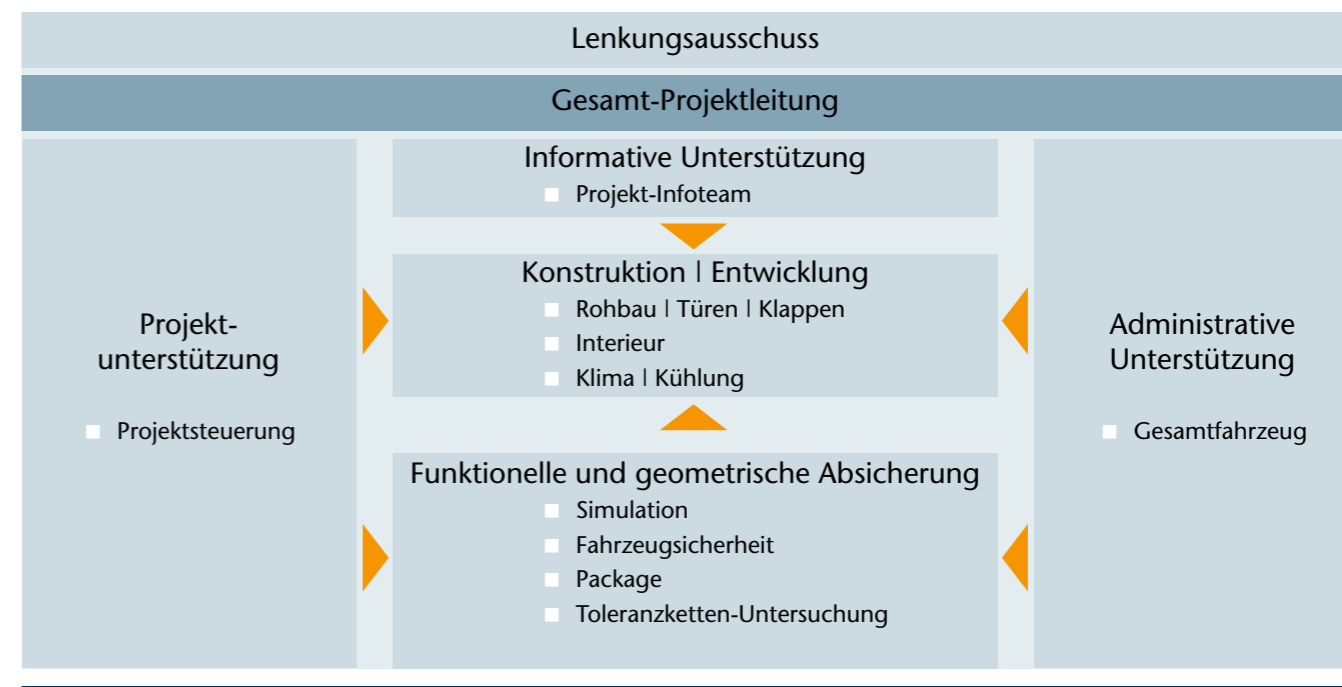 Lenkungsausschuss
Gesamt-Projektleitung
Projekt-
unterstützung
Projektsteuerung
Informative Unterstützung
Projekt-Infoteam
Konstruktion | Entwicklung
Rohbau | Türen | Klappen
Interieur
Klima | Kühlung
Funktionelle und geometrische Absicherung
Simulation
Fahrzeugsicherheit
Package
Toleranzketten-Untersuchung
Administrative
Unterstützung
Gesamtfahrzeug